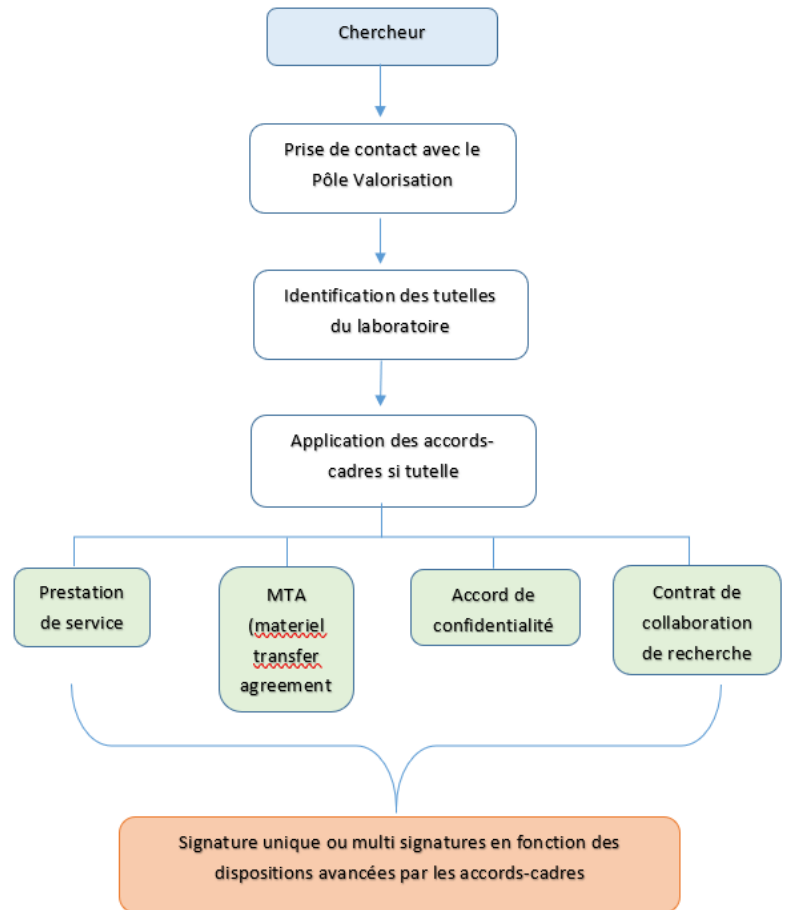 Chercheur
Prise de contact avec le
Pôle Valorisation
Identification des tutelles
du laboratoire
Application des accords-
cadres si tutelle
Prestation
de service
MTA
(materiel
transfer
agreement
Accord de
confidentialité
Contrat de
collaboration
de recherche
Signature unique ou multi signatures en fonction des
dispositions avancées par les accords-cadres